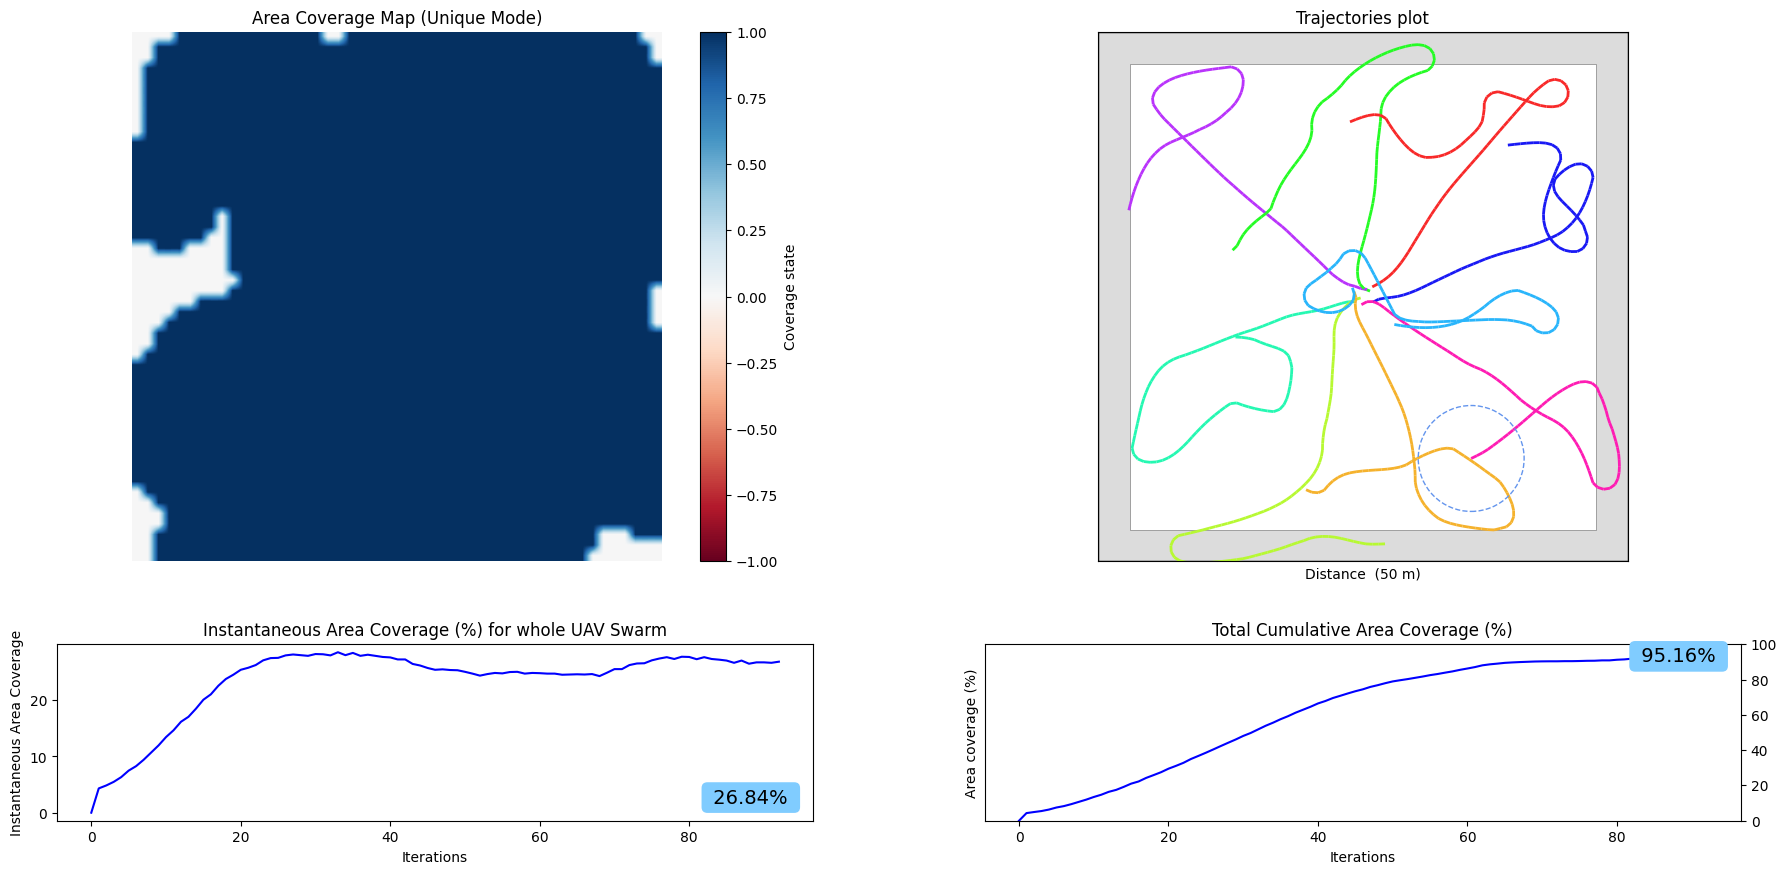 Area Coverage Map (Unique Mode)
1.00
0.75
0.50
0.25
0.00
−0.25
−0.50
−0.75
−1.00
Coverage state
Trajectories plot
Distance  (50 m)
Instantaneous Area Coverage (%) for whole UAV Swarm
Instantaneous Area Coverage
20
10
0
26.84%
0 20 40 60 80
Iterations
Total Cumulative Area Coverage (%)
Area coverage (%)
95.16%
100
80
60
40
20
0
0 20 40 60 80
Iterations